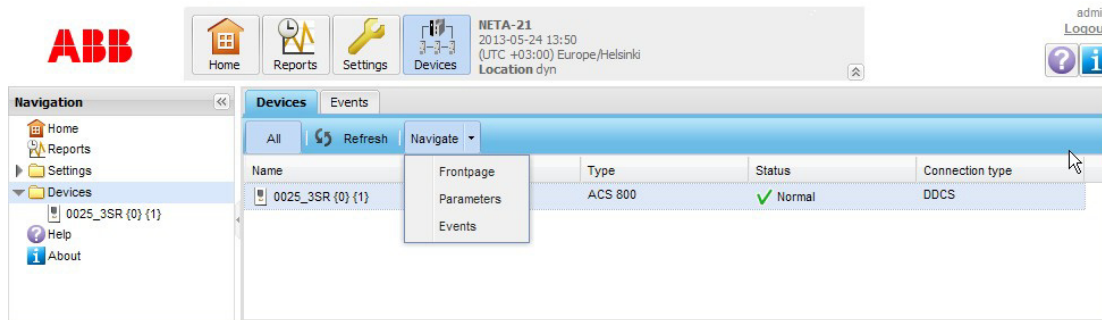 ABB
Home
Reports
Settings
Devices
NETA-21
2013-05-24 13:50
(UTC +03:00) Europe/Helsinki
Location dyn
admi
Logou
Navigation
Home
Reports
Settings
Devices
0025_3SR {0} {1}
Help
About
Devices Events
All Refresh Navigate
Frontpage
Parameters
Events
Name Type Status Connection type
0025_3SR {0} {1} ACS 800 Normal DDCS